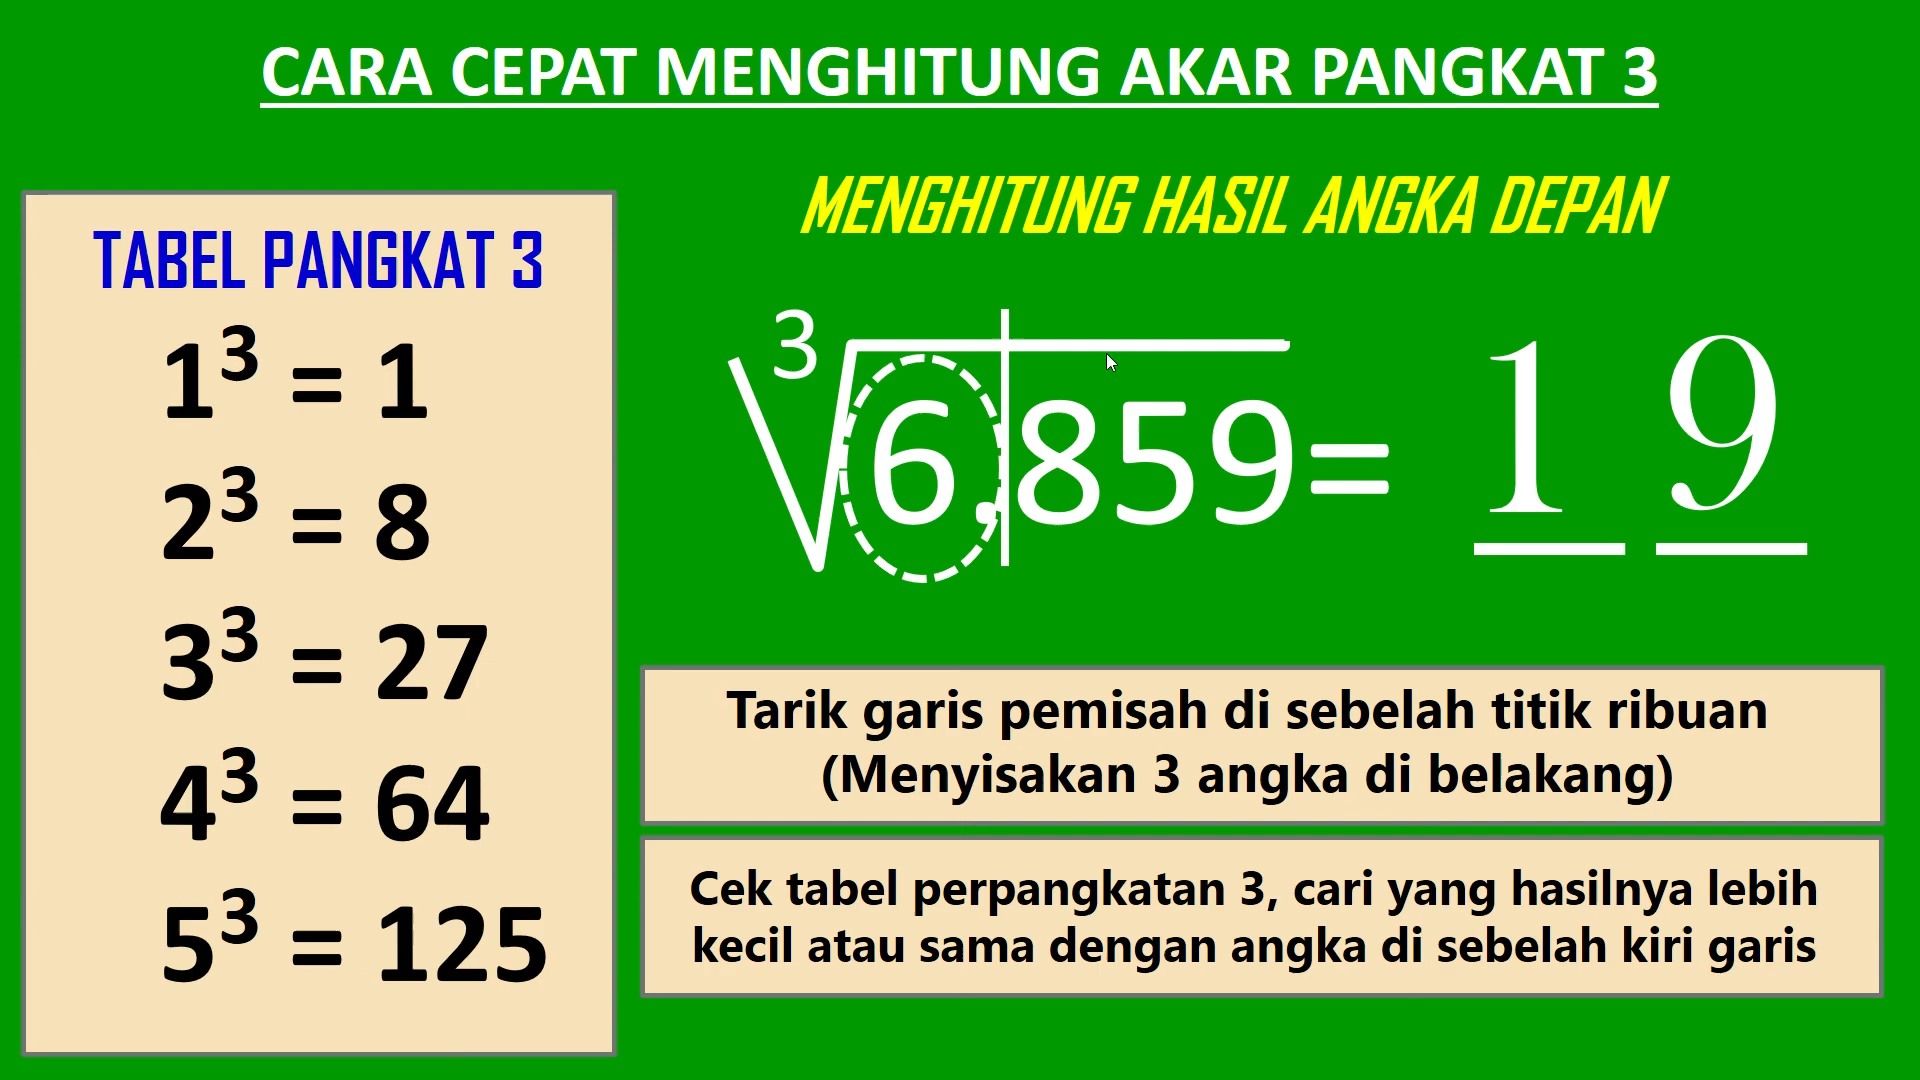 CARA CEPAT MENGHITUNG AKAR PANGKAT 3
TABEL PANGKAT 3
1³ = 1
2³ = 8
3³ = 27
4³ = 64
5³ = 125
MENGHITUNG HASIL ANGKA DEPAN
³√6.859 = 1 9
Tarik garis pemisah di sebelah titik ribuan
(Menyisakan 3 angka di belakang)
Cek tabel perpangkatan 3, cari yang hasilnya lebih
kecil atau sama dengan angka di sebelah kiri garis